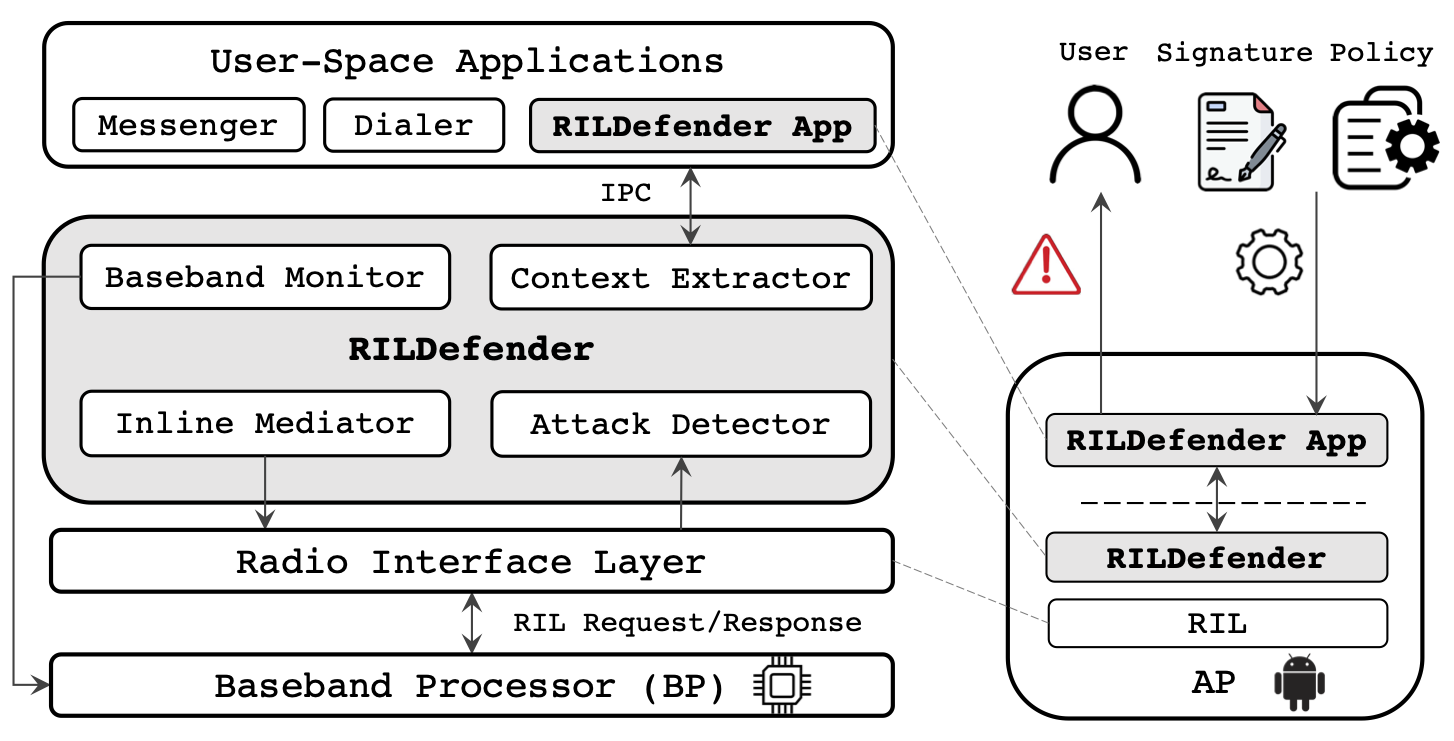 User-Space Applications
Messenger
Dialer
RILDefender App
IPC
Baseband Monitor
Context Extractor
RILDefender
Inline Mediator
Attack Detector
Radio Interface Layer
RIL Request/Response
Baseband Processor (BP)
User
Signature
Policy
RILDefender App
RILDefender
RIL
AP